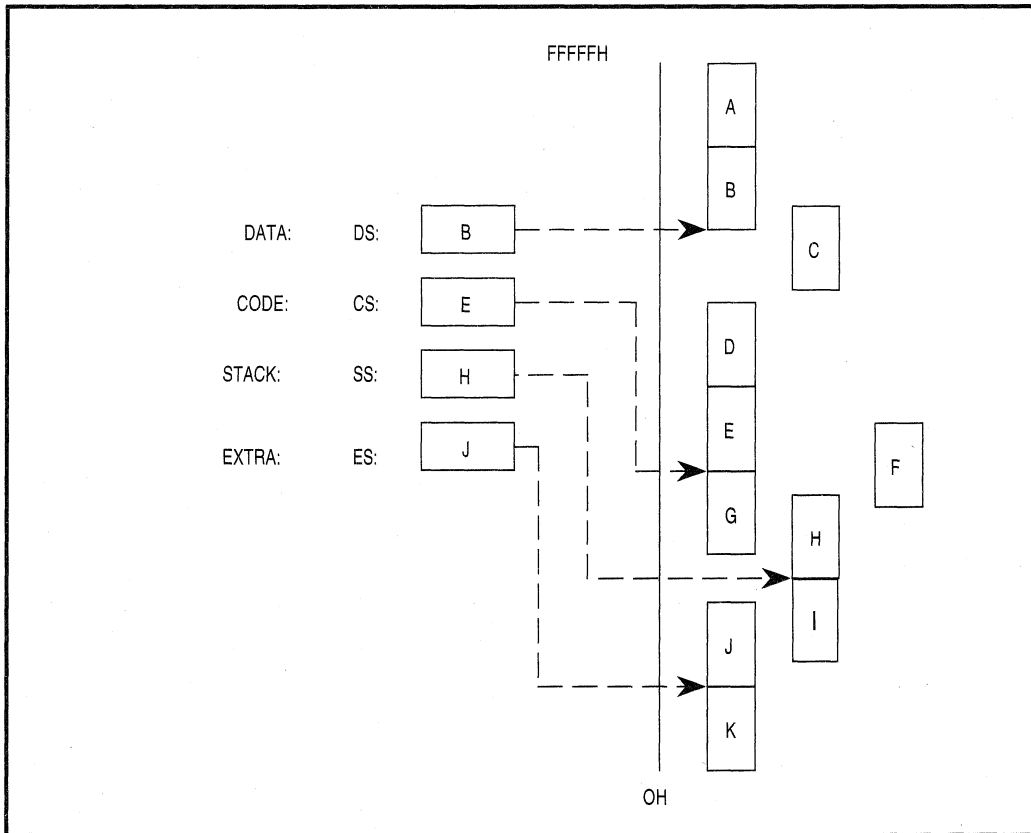 FFFFFH
A
B
DATA: DS: B
C
CODE: CS: E
D
STACK: SS: H
E
EXTRA: ES: J
F
G
H
I
J
K
OH